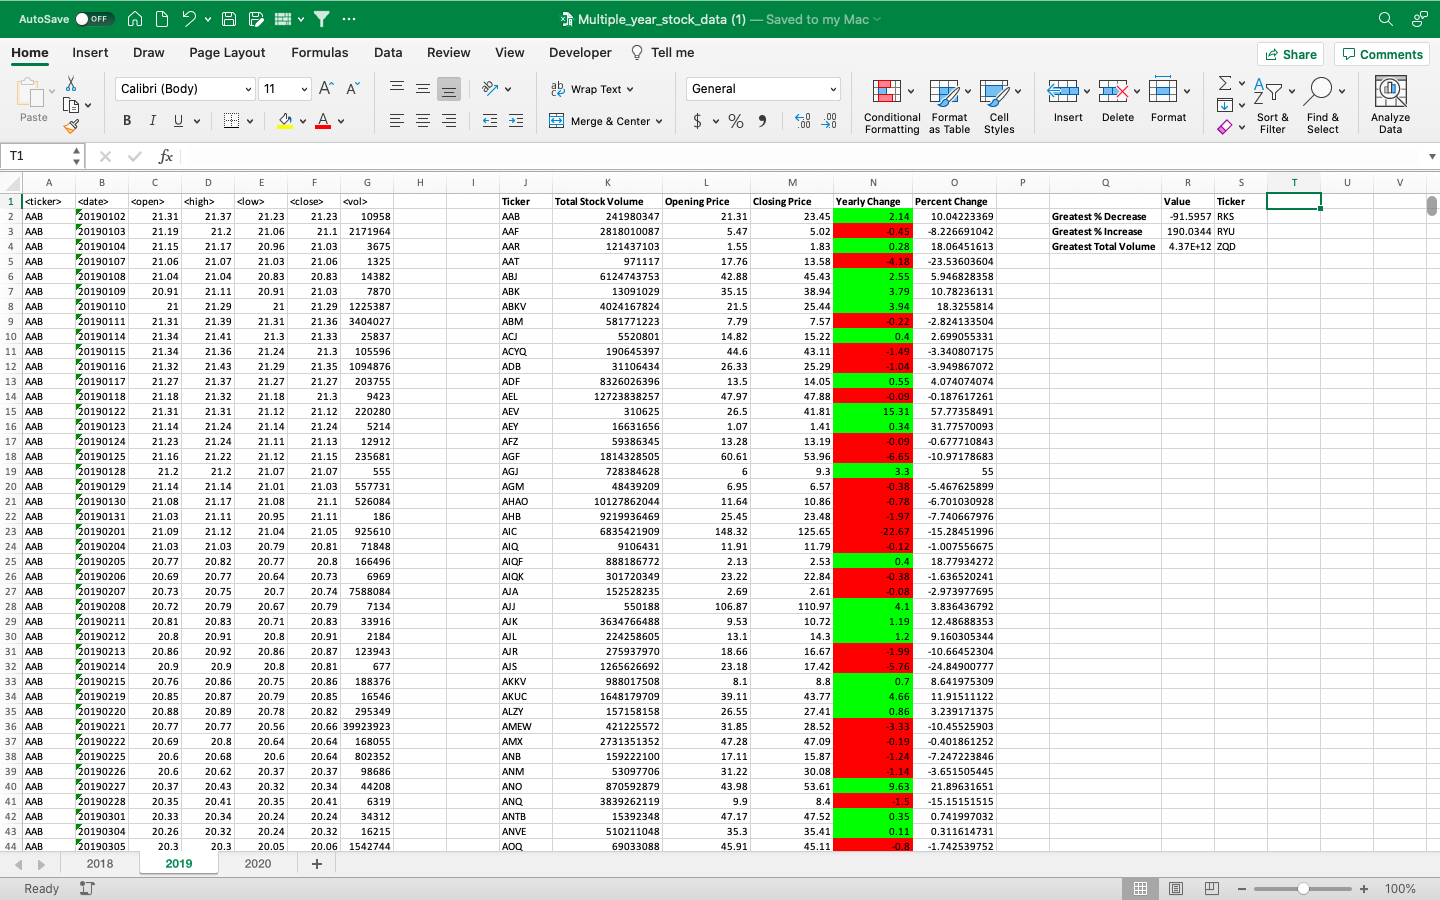 AutoSave OFF Multiple_year_stock_data (1) — Saved to my Mac
Home Insert Draw Page Layout Formulas Data Review View Developer Tell me Share Comments
Paste Calibri (Body) 11 A A ab Wrap Text General Conditional Formatting Format as Table Cell Styles Insert Delete Format Sort & Filter Find & Select Analyze Data
B I U A Merge & Center $ % 9
T1 fx
A B C D E F G H I J K L M N O P Q R S T U V
1 <ticker> <date> <open> <high> <low> <close> <vol> Ticker Total Stock Volume Opening Price Closing Price Yearly Change Percent Change Value Ticker
2 AAB 20190102 21.31 21.37 21.23 21.23 10958 AAB 241980347 21.31 23.45 2.14 10.04223369 Greatest % Decrease -91.5957 RKS
3 AAB 20190103 21.19 21.2 21.06 21.1 2171964 AAF 2818010087 5.47 5.02 -0.45 -8.226691042 Greatest % Increase 190.0344 RYU
4 AAB 20190104 21.15 21.17 20.96 21.03 3675 AAR 121437103 1.55 1.83 0.28 18.06451613 Greatest Total Volume 4.37E+12 ZQD
5 AAB 20190107 21.06 21.07 21.03 21.06 1325 AAT 971117 17.76 13.58 -4.18 -23.53603604
6 AAB 20190108 21.04 21.04 20.83 20.83 14382 ABJ 6124743753 42.88 45.43 2.55 5.946828358
7 AAB 20190109 20.91 21.11 20.91 21.03 7870 ABK 13091029 35.15 38.94 3.79 10.78236131
8 AAB 20190110 21 21.29 21 21.29 1225387 ABKV 4024167824 21.5 25.44 3.94 18.3255814
9 AAB 20190111 21.31 21.39 21.31 21.36 3404027 ABM 581771223 7.79 7.57 -0.22 -2.824133504
10 AAB 20190114 21.34 21.41 21.3 21.33 25837 ACJ 5520801 14.82 15.22 0.4 2.699055331
11 AAB 20190115 21.34 21.36 21.24 21.3 105596 ACYQ 190645397 44.6 43.11 -1.49 -3.340807175
12 AAB 20190116 21.32 21.43 21.29 21.35 1094876 ADB 31106434 26.33 25.29 -1.04 -3.949867072
13 AAB 20190117 21.27 21.37 21.27 21.27 203755 ADF 8326026396 13.5 14.05 0.55 4.074074074
14 AAB 20190118 21.18 21.32 21.18 21.3 9423 AEL 12723838257 47.97 47.88 -0.09 -0.187617261
15 AAB 20190122 21.31 21.31 21.12 21.12 220280 AEV 310625 26.5 41.81 15.31 57.77358491
16 AAB 20190123 21.14 21.24 21.14 21.24 5214 AEY 16631656 1.07 1.41 0.34 31.77570093
17 AAB 20190124 21.23 21.24 21.11 21.13 12912 AFZ 59386345 13.28 13.19 -0.09 -0.677710843
18 AAB 20190125 21.16 21.22 21.12 21.15 235681 AGF 1814328505 60.61 53.96 -6.65 -10.97178683
19 AAB 20190128 21.2 21.2 21.07 21.07 555 AGJ 728384628 6 9.3 3.3 55
20 AAB 20190129 21.14 21.14 21.01 21.03 557731 AGM 48439209 6.95 6.57 -0.38 -5.467625899
21 AAB 20190130 21.08 21.17 21.08 21.1 526084 AHAO 10127862044 11.64 10.86 -0.78 -6.701030928
22 AAB 20190131 21.03 21.11 20.95 21.11 186 AHB 9219936469 25.45 23.48 -1.97 -7.740667976
23 AAB 20190201 21.09 21.12 21.04 21.05 925610 AIC 6835421909 148.32 125.65 -22.67 -15.28451996
24 AAB 20190204 21.03 21.03 20.79 20.81 71848 AIQ 9106431 11.91 11.79 -0.12 -1.007556675
25 AAB 20190205 20.77 20.82 20.77 20.8 166496 AIQF 888186772 2.13 2.53 0.4 18.77934272
26 AAB 20190206 20.69 20.77 20.64 20.73 6969 AIQK 301720349 23.22 22.84 -0.38 -1.636520241
27 AAB 20190207 20.73 20.75 20.7 20.74 7588084 AJA 152528235 2.69 2.61 -0.08 -2.973977695
28 AAB 20190208 20.72 20.79 20.67 20.79 7134 AJJ 550188 106.87 110.97 4.1 3.836436792
29 AAB 20190211 20.81 20.83 20.71 20.83 33916 AJK 3634766488 9.53 10.72 1.19 12.48688353
30 AAB 20190212 20.8 20.91 20.8 20.91 2184 AJL 224258605 13.1 14.3 1.2 9.160305344
31 AAB 20190213 20.86 20.92 20.86 20.87 123943 AJR 275937970 18.66 16.67 -1.99 -10.66452304
32 AAB 20190214 20.9 20.9 20.8 20.81 677 AJS 1265626692 23.18 17.42 -5.76 -24.84900777
33 AAB 20190215 20.76 20.86 20.75 20.86 188376 AKKV 988017508 8.1 8.8 0.7 8.641975309
34 AAB 20190219 20.85 20.87 20.79 20.85 16546 AKUC 1648179709 39.11 43.77 4.66 11.91511122
35 AAB 20190220 20.88 20.89 20.78 20.82 295349 ALZY 157158158 26.55 27.41 0.86 3.239171375
36 AAB 20190221 20.77 20.77 20.56 20.66 39923923 AMEW 421225572 31.85 28.52 -3.33 -10.45525903
37 AAB 20190222 20.69 20.8 20.64 20.64 168055 AMX 2731351352 47.28 47.09 -0.19 -0.401861252
38 AAB 20190225 20.6 20.68 20.6 20.64 802352 ANB 159222100 17.11 15.87 -1.24 -7.247223846
39 AAB 20190226 20.6 20.62 20.37 20.37 98686 ANM 53097706 31.22 30.08 -1.14 -3.651505445
40 AAB 20190227 20.37 20.43 20.32 20.34 44208 ANO 870592879 43.98 53.61 9.63 21.89631651
41 AAB 20190228 20.35 20.41 20.35 20.41 6319 ANQ 3839262119 9.9 8.4 -1.5 -15.15151515
42 AAB 20190301 20.33 20.34 20.24 20.24 34312 ANTB 15392348 47.17 47.52 0.35 0.741997032
43 AAB 20190304 20.26 20.32 20.24 20.32 16215 ANVE 510211048 35.3 35.41 0.11 0.311614731
44 AAB 20190305 20.3 20.3 20.05 20.06 1542744 AOQ 69033088 45.91 45.11 -0.8 -1.742539752
2018 2019 2020 +
Ready 100%